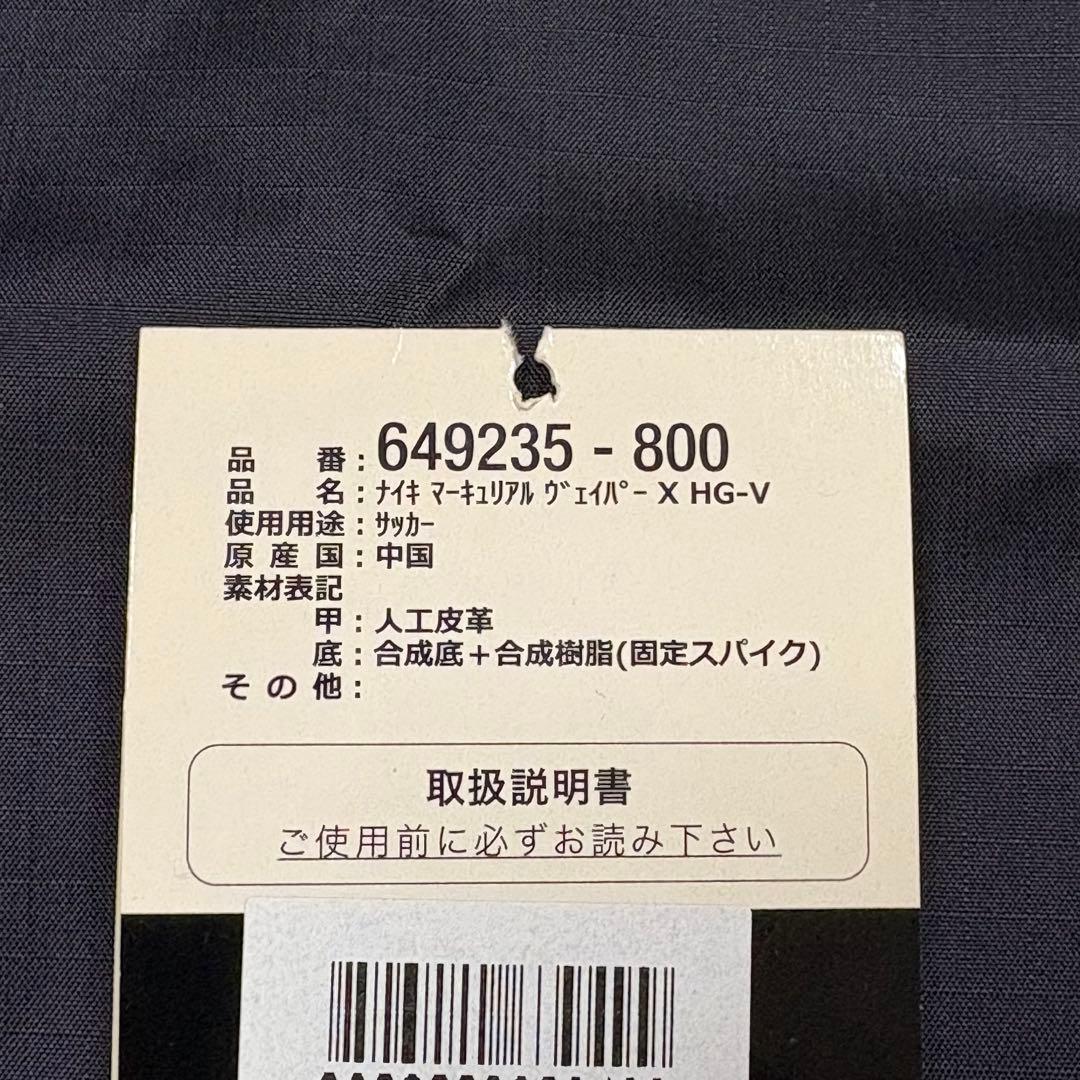 品番：649235 - 800
品名：ﾅｲｷ ﾏｰｷｭﾘｱﾙ ｳﾞｪｲﾊﾟｰ X HG-V
使用用途：ｻｯｶｰ
原産国：中国
素材表記
甲：人工皮革
底：合成底＋合成樹脂(固定スパイク)
その他：
取扱説明書
ご使用前に必ずお読み下さい